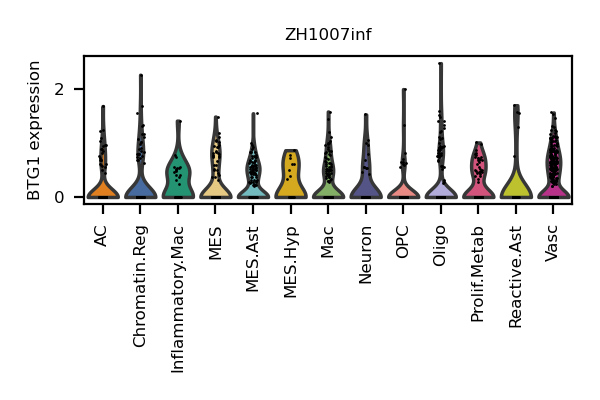 ZH1007inf
BTG1 expression
2
0
AC
Chromatin.Reg
Inflammatory.Mac
MES
MES.Ast
MES.Hyp
Mac
Neuron
OPC
Oligo
Prolif.Metab
Reactive.Ast
Vasc